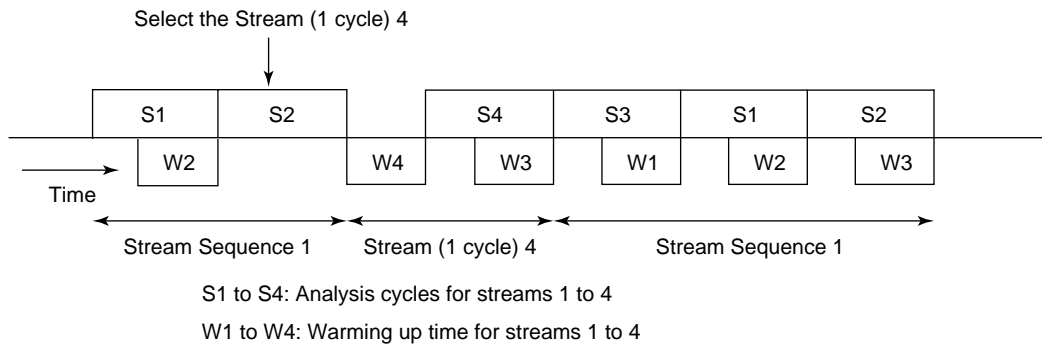 Select the Stream (1 cycle) 4
S1 S2 S4 S3 S1 S2
W2 W4 W3 W1 W2 W3
Time
Stream Sequence 1 Stream (1 cycle) 4 Stream Sequence 1
S1 to S4: Analysis cycles for streams 1 to 4
W1 to W4: Warming up time for streams 1 to 4